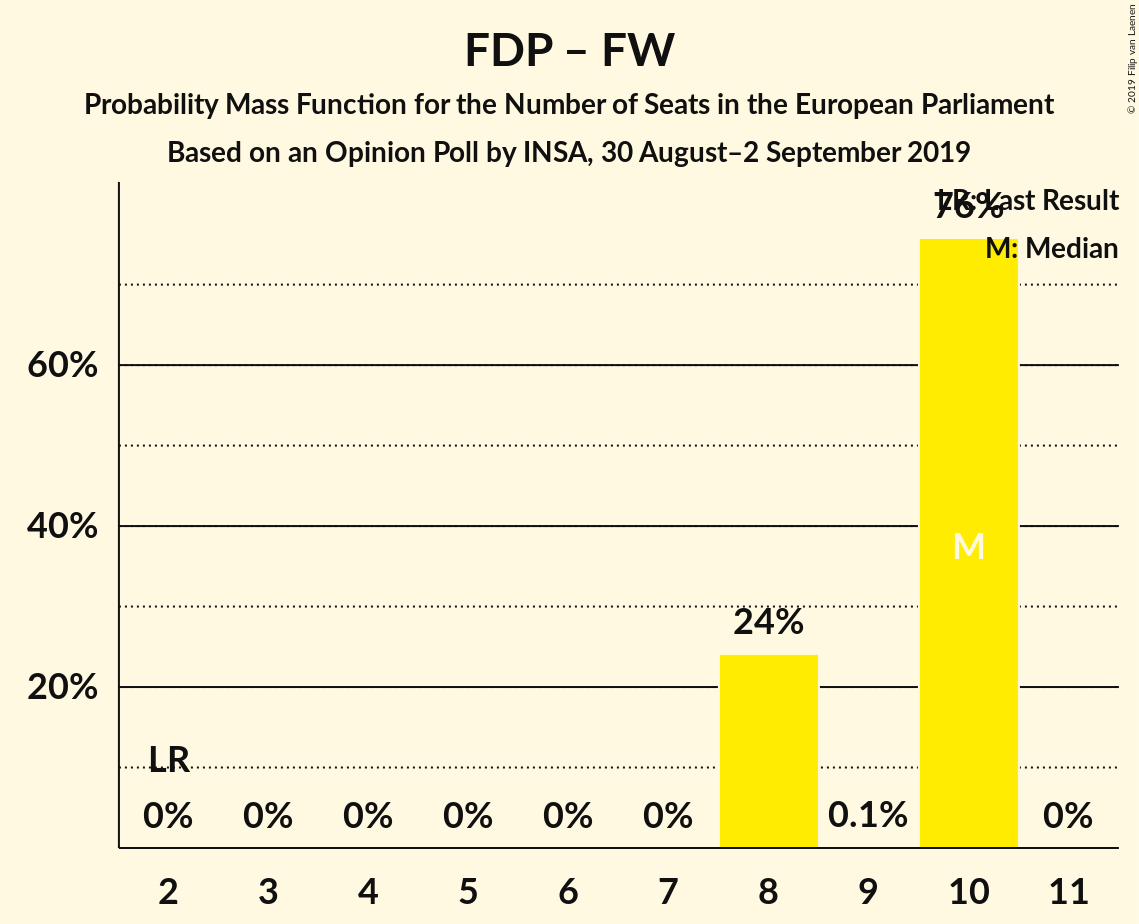 FDP – FW
Probability Mass Function for the Number of Seats in the European Parliament
Based on an Opinion Poll by INSA, 30 August–2 September 2019
© 2019 Filip van Laenen
LR: Last Result
M: Median
76%
60%
40%
20%
M
24%
LR
0%
0%
0%
0%
0%
0%
0.1%
0%
2
3
4
5
6
7
8
9
10
11